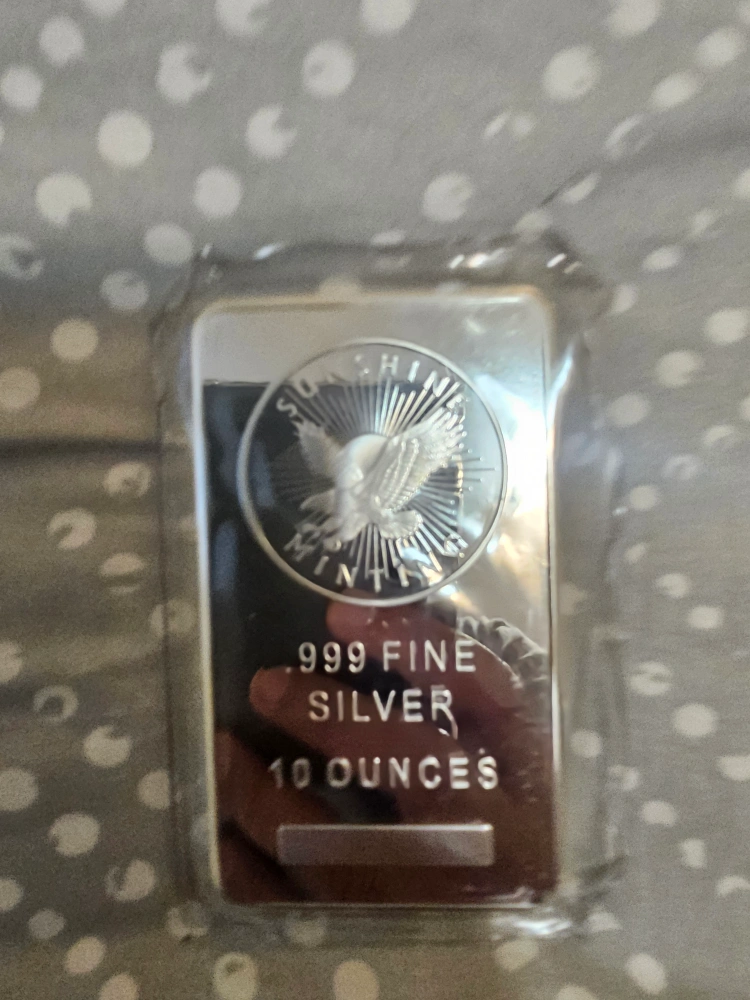 SUNSHINE
MINTING
.999 FINE
SILVER
10 OUNCES